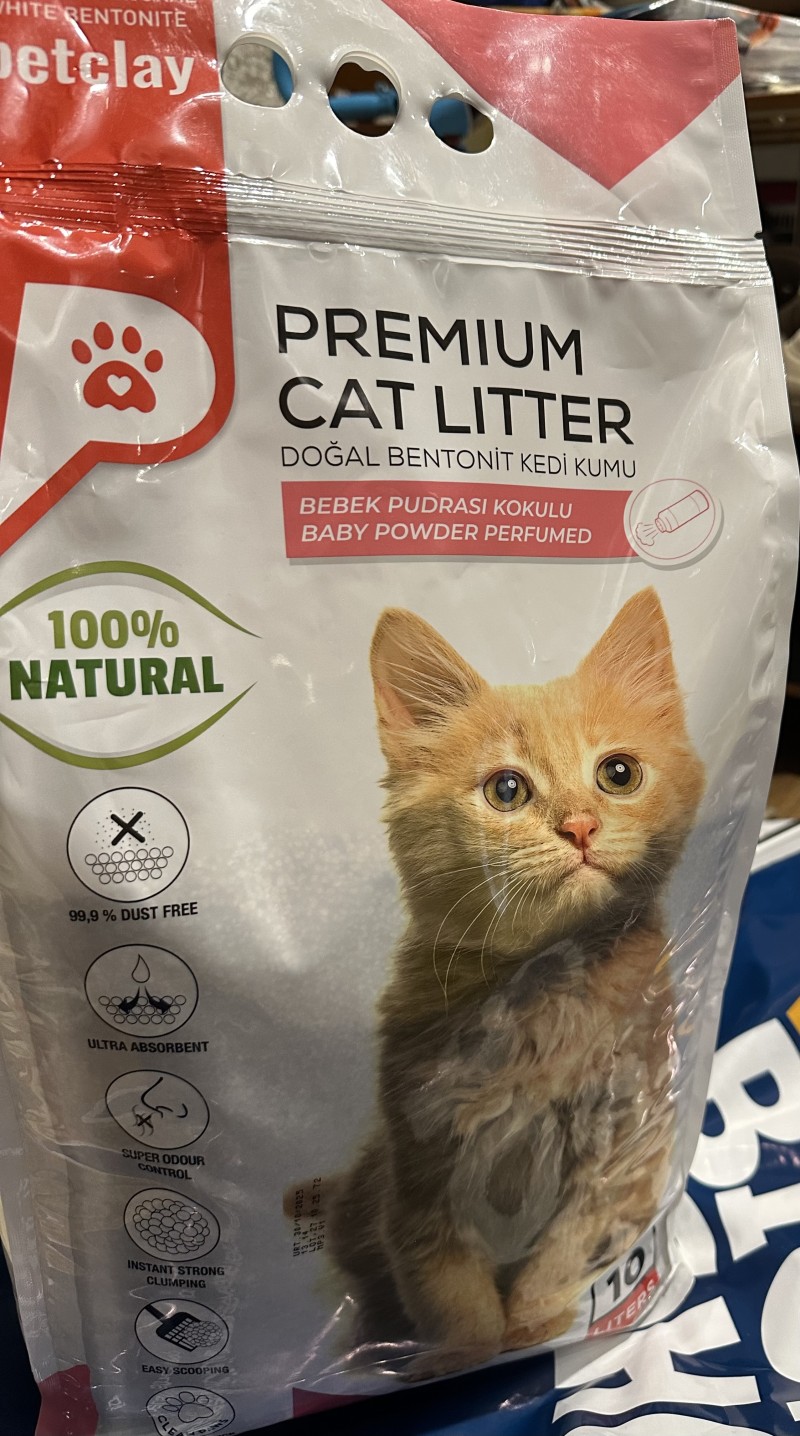 WHITE BENTONITE
petclay
PREMIUM
CAT LITTER
DOĞAL BENTONİT KEDİ KUMU
BEBEK PUDRASI KOKULU
BABY POWDER PERFUMED
100%
NATURAL
99,9 % DUST FREE
ULTRA ABSORBENT
SUPER ODOUR
CONTROL
INSTANT STRONG
CLUMPING
EASY SCOOPING
10
LITERS
BIG